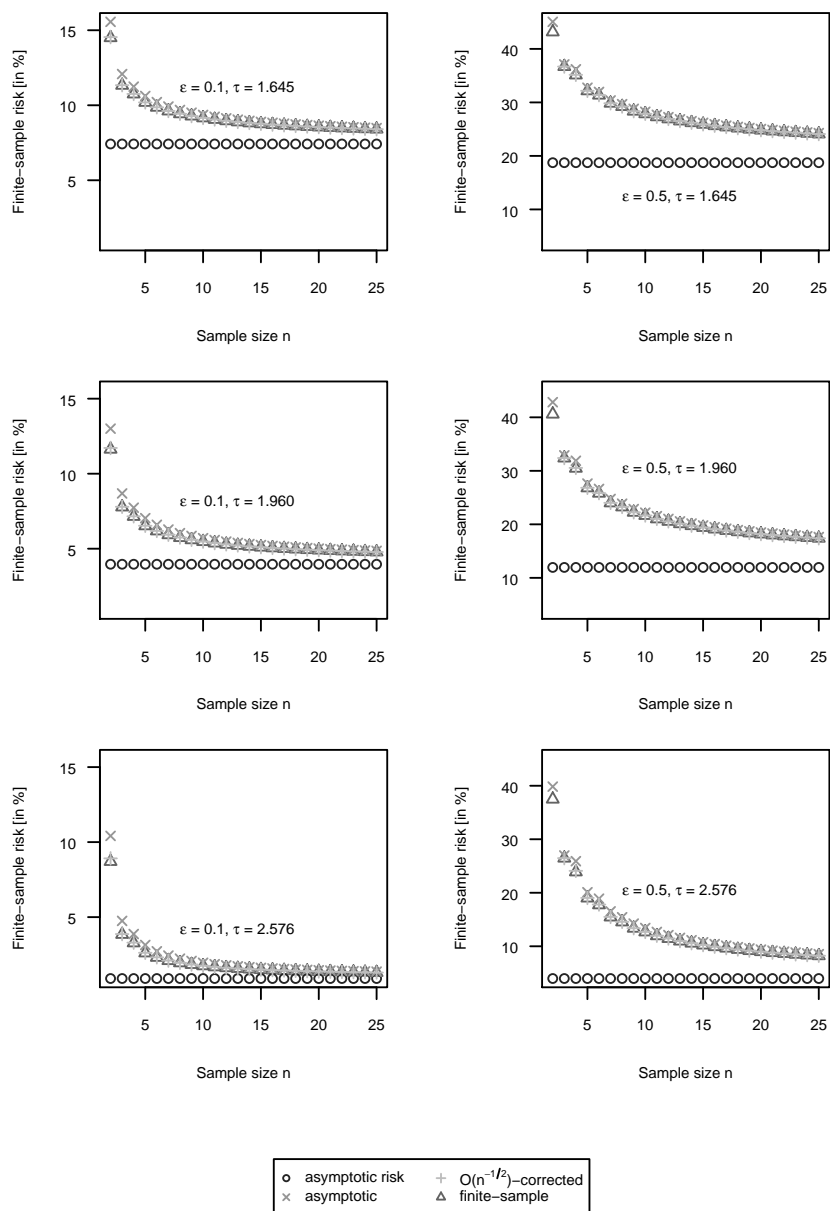 Finite−sample risk [in %]
15
10
5
ε = 0.1, τ = 1.645
5 10 15 20 25
Sample size n
Finite−sample risk [in %]
40
30
20
10
ε = 0.5, τ = 1.645
5 10 15 20 25
Sample size n
Finite−sample risk [in %]
15
10
5
ε = 0.1, τ = 1.960
5 10 15 20 25
Sample size n
Finite−sample risk [in %]
40
30
20
10
ε = 0.5, τ = 1.960
5 10 15 20 25
Sample size n
Finite−sample risk [in %]
15
10
5
ε = 0.1, τ = 2.576
5 10 15 20 25
Sample size n
Finite−sample risk [in %]
40
30
20
10
ε = 0.5, τ = 2.576
5 10 15 20 25
Sample size n
asymptotic risk
asymptotic
O(n^−1/2)−corrected
finite−sample